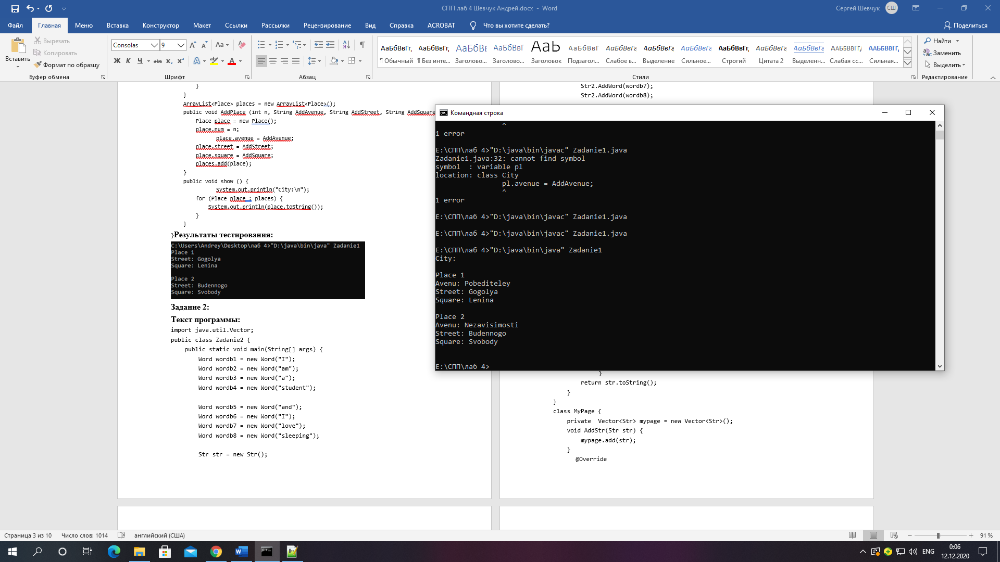 СПП лаб 4 Шевчук Андрей.docx - Word
Сергей Шевчук
СШ
Файл Главная Меню Вставка Конструктор Макет Ссылки Рассылки Рецензирование Вид Справка ACROBAT Что вы хотите сделать? Поделиться
Вставить
Вырезать
Копировать
Формат по образцу
Буфер обмена
Consolas 9
Шрифт
Абзац
АаБбВвГг, АаБбВвГг, АаБбВв АаБбВвГ АаБ АаБбВвГ АаБбВвГг АаБбВвГг АаБбВвГг АаБбВвГг, АаБбВвГг АаБбВвГг АаБбВвГг АаБбВвГг,
¶ Обычный ¶ Без инте... Заголово... Заголово... Заголовок Подзагол... Слабое в... Выделение Сильное... Строгий Цитата 2 Выделенн... Слабая сс... Сильная...
Стили
Найти
Заменить
Выделить
Редактирование
}
}
ArrayList<Place> places = new ArrayList<Place>();
public void AddPlace (int n, String AddAvenue, String AddStreet, String AddSquare
Place place = new Place();
place.num = n;
place.avenue = AddAvenue;
place.street = AddStreet;
place.square = AddSquare;
places.add(place);
}
public void show () {
System.out.println("City:\n");
for (Place place : places) {
System.out.println(place.toString());
}
}
}Результаты тестирования:
C:\Users\Andrey\Desktop\лаб 4>"D:\java\bin\java" Zadanie1
Place 1
Street: Gogolya
Square: Lenina
Place 2
Street: Budennogo
Square: Svobody
Задание 2:
Текст программы:
import java.util.Vector;
public class Zadanie2 {
public static void main(String[] args) {
Word wordb1 = new Word("I");
Word wordb2 = new Word("am");
Word wordb3 = new Word("a");
Word wordb4 = new Word("student");
Word wordb5 = new Word("and");
Word wordb6 = new Word("I");
Word wordb7 = new Word("love");
Word wordb8 = new Word("sleeping");
Str str = new Str();
Str2.AddWord(wordb7);
Str2.AddWord(wordb8);
Командная строка
^
1 error
E:\СПП\лаб 4>"D:\java\bin\javac" Zadanie1.java
Zadanie1.java:32: cannot find symbol
symbol  : variable pl
location: class City
pl.avenue = AddAvenue;
^
1 error
E:\СПП\лаб 4>"D:\java\bin\javac" Zadanie1.java
E:\СПП\лаб 4>"D:\java\bin\javac" Zadanie1.java
E:\СПП\лаб 4>"D:\java\bin\java" Zadanie1
City:
Place 1
Avenu: Pobediteley
Street: Gogolya
Square: Lenina
Place 2
Avenu: Nezavisimosti
Street: Budennogo
Square: Svobody
E:\СПП\лаб 4>
}
return str.toString();
}
}
class MyPage {
private  Vector<Str> mypage = new Vector<Str>();
void AddStr(Str str) {
mypage.add(str);
}
@Override
Страница 3 из 10 Число слов: 1014 английский (США) 91 %
ENG
0:06
12.12.2020